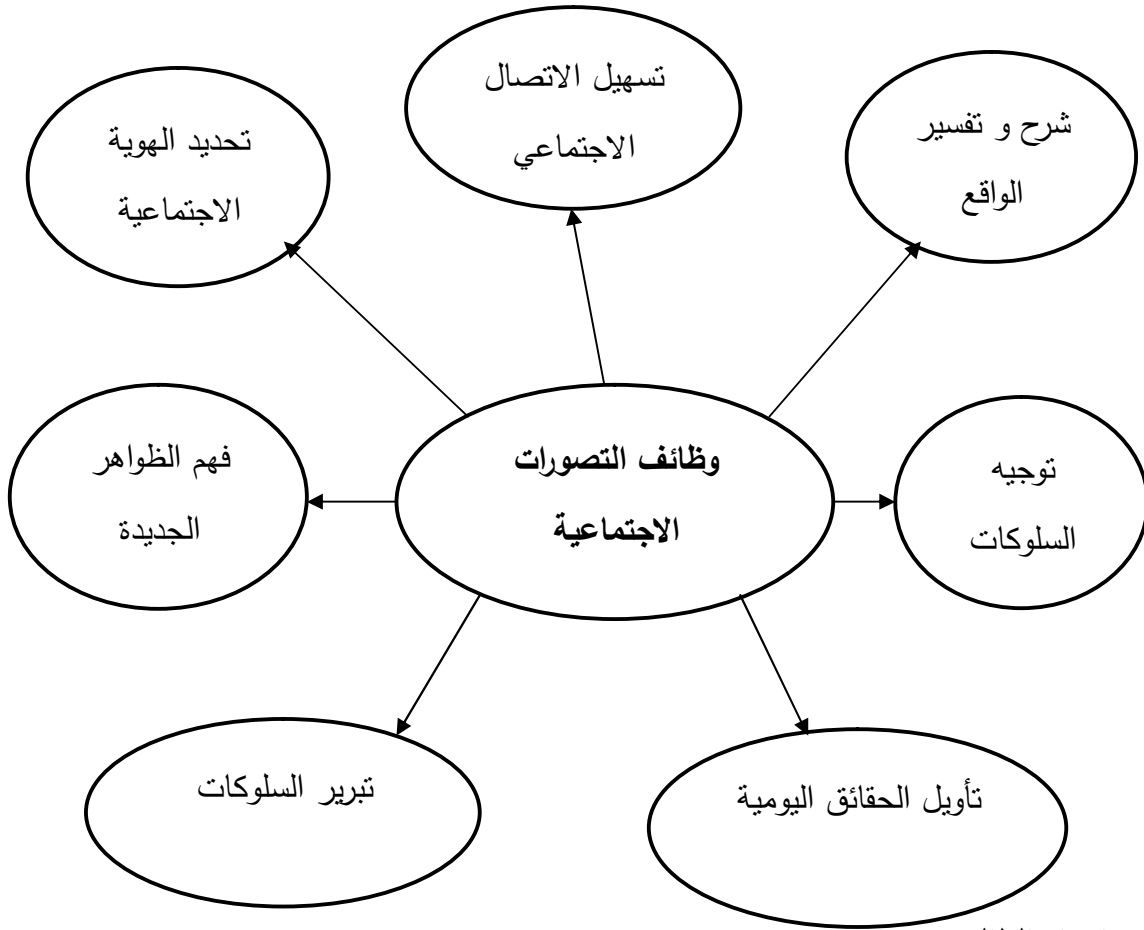 تسهيل الاتصال
الاجتماعي
شرح و تفسير
الواقع
تحديد الهوية
الاجتماعية
وظائف التصورات
الاجتماعية
توجيه
السلوكات
فهم الظواهر
الجديدة
تأويل الحقائق اليومية
تبرير السلوكات